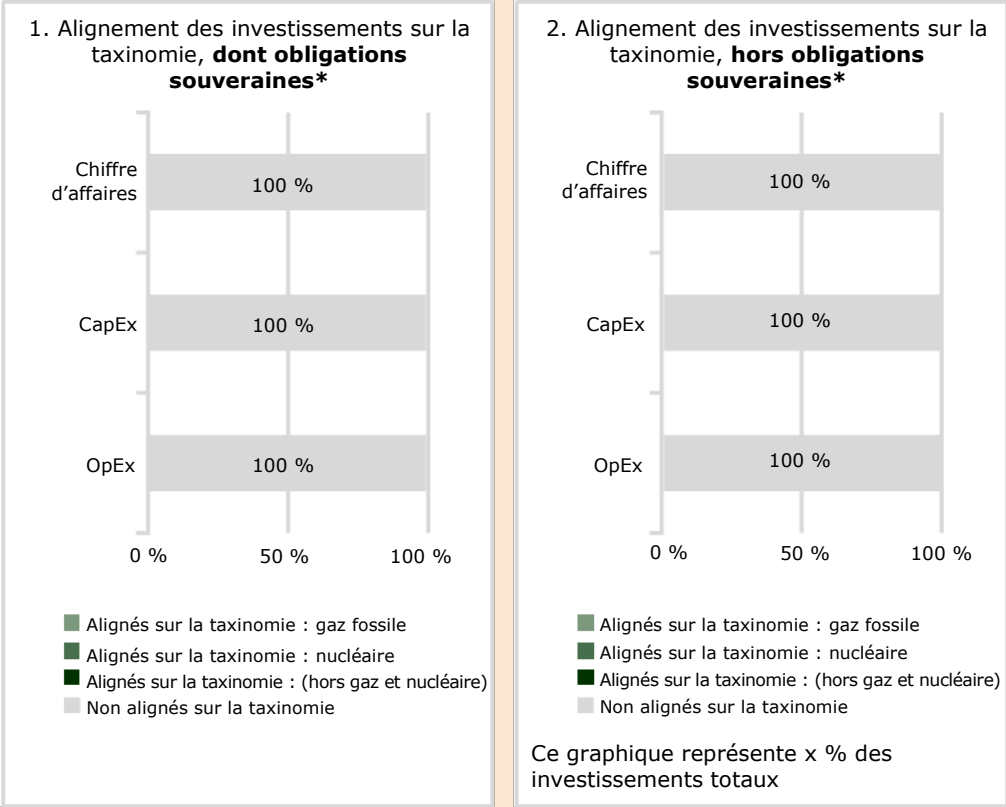 1. Alignement des investissements sur la
taxinomie, dont obligations
souveraines*
Chiffre
d’affaires
100 %
CapEx
100 %
OpEx
100 %
0 %
50 %
100 %
Alignés sur la taxinomie : gaz fossile
Alignés sur la taxinomie : nucléaire
Alignés sur la taxinomie : (hors gaz et nucléaire)
Non alignés sur la taxinomie
2. Alignement des investissements sur la
taxinomie, hors obligations
souveraines*
Chiffre
d’affaires
100 %
CapEx
100 %
OpEx
100 %
0 %
50 %
100 %
Alignés sur la taxinomie : gaz fossile
Alignés sur la taxinomie : nucléaire
Alignés sur la taxinomie : (hors gaz et nucléaire)
Non alignés sur la taxinomie
Ce graphique représente x % des
investissements totaux